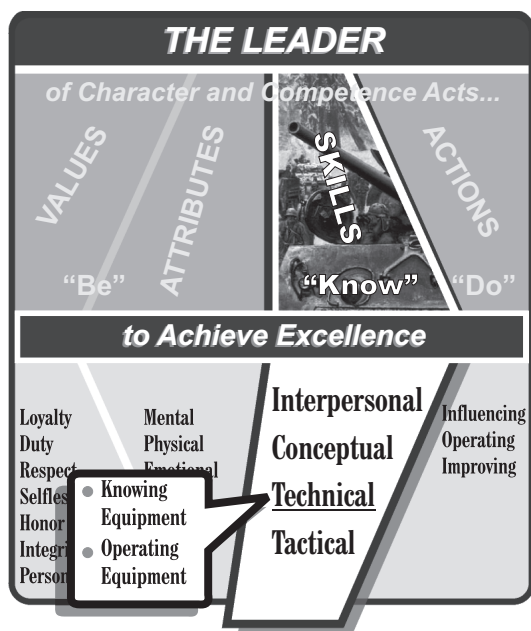 THE LEADER
of Character and Competence Acts...
VALUES
ATTRIBUTES
SKILLS
ACTIONS
“Be”
“Know”
“Do”
to Achieve Excellence
Loyalty
Duty
Respect
Honor
Mental
Physical
Emotional
Interpersonal
Conceptual
Technical
Tactical
Influencing
Operating
Improving
• Knowing
Equipment
• Operating
Equipment